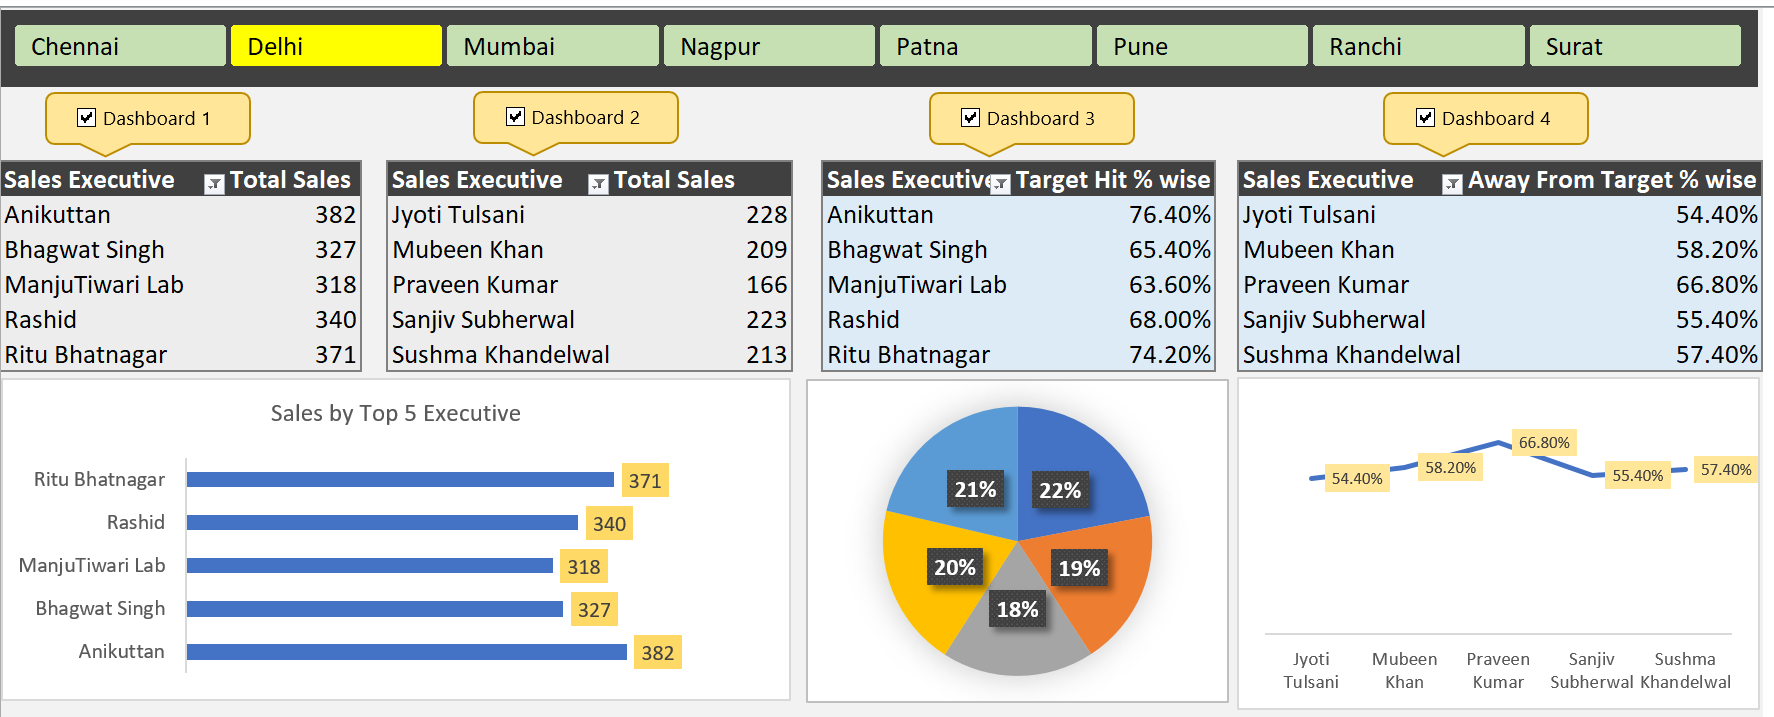 Chennai Delhi Mumbai Nagpur Patna Pune Ranchi Surat
Dashboard 1 Dashboard 2 Dashboard 3 Dashboard 4
Sales Executive Total Sales
Anikuttan 382
Bhagwat Singh 327
ManjuTiwari Lab 318
Rashid 340
Ritu Bhatnagar 371
Sales Executive Total Sales
Jyoti Tulsani 228
Mubeen Khan 209
Praveen Kumar 166
Sanjiv Subherwal 223
Sushma Khandelwal 213
Sales Executive Target Hit % wise
Anikuttan 76.40%
Bhagwat Singh 65.40%
ManjuTiwari Lab 63.60%
Rashid 68.00%
Ritu Bhatnagar 74.20%
Sales Executive Away From Target % wise
Jyoti Tulsani 54.40%
Mubeen Khan 58.20%
Praveen Kumar 66.80%
Sanjiv Subherwal 55.40%
Sushma Khandelwal 57.40%
Sales by Top 5 Executive
Ritu Bhatnagar 371
Rashid 340
ManjuTiwari Lab 318
Bhagwat Singh 327
Anikuttan 382
21% 22%
20% 19%
18%
54.40% 58.20% 66.80% 55.40% 57.40%
Jyoti Mubeen Praveen Sanjiv Sushma
Tulsani Khan Kumar Subherwal Khandelwal